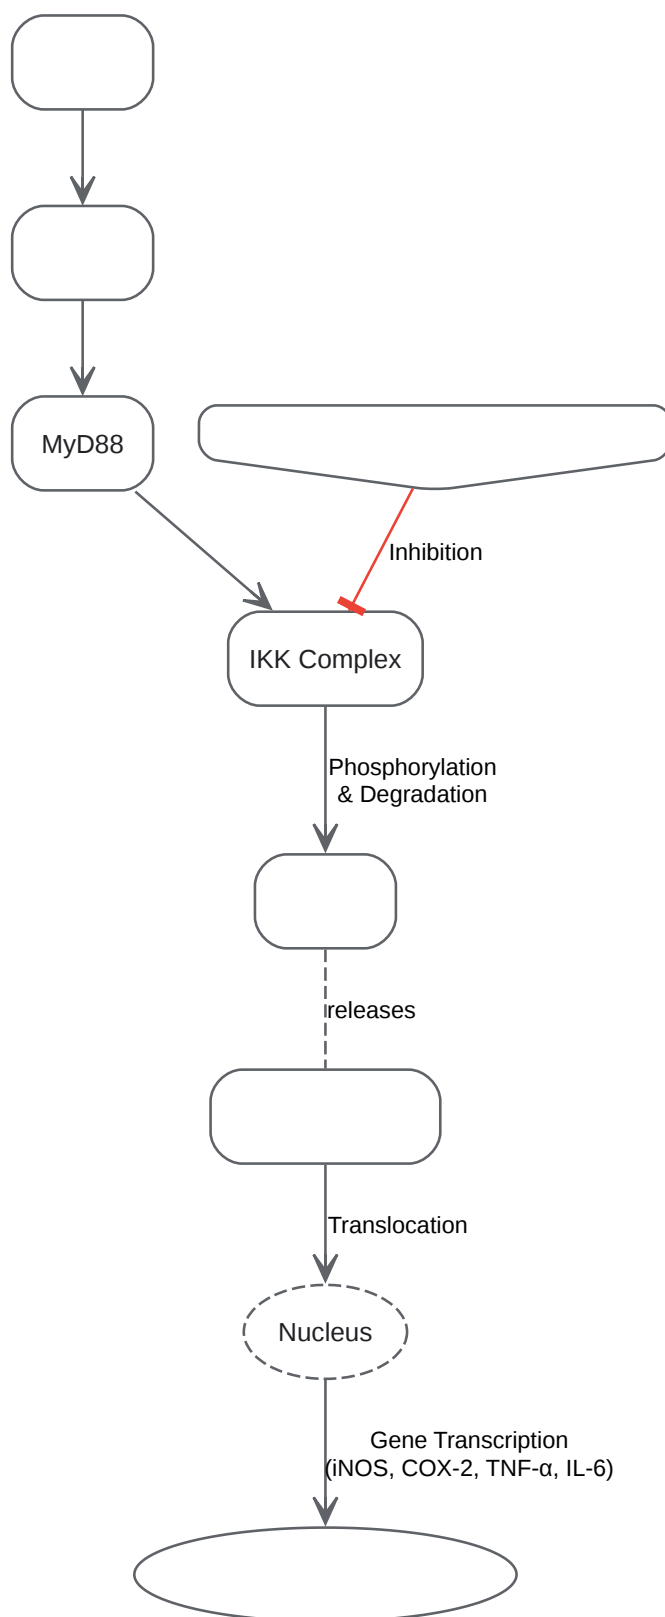 MyD88
Inhibition
IKK Complex
Phosphorylation
& Degradation
releases
Translocation
Nucleus
Gene Transcription
(iNOS, COX-2, TNF-α, IL-6)